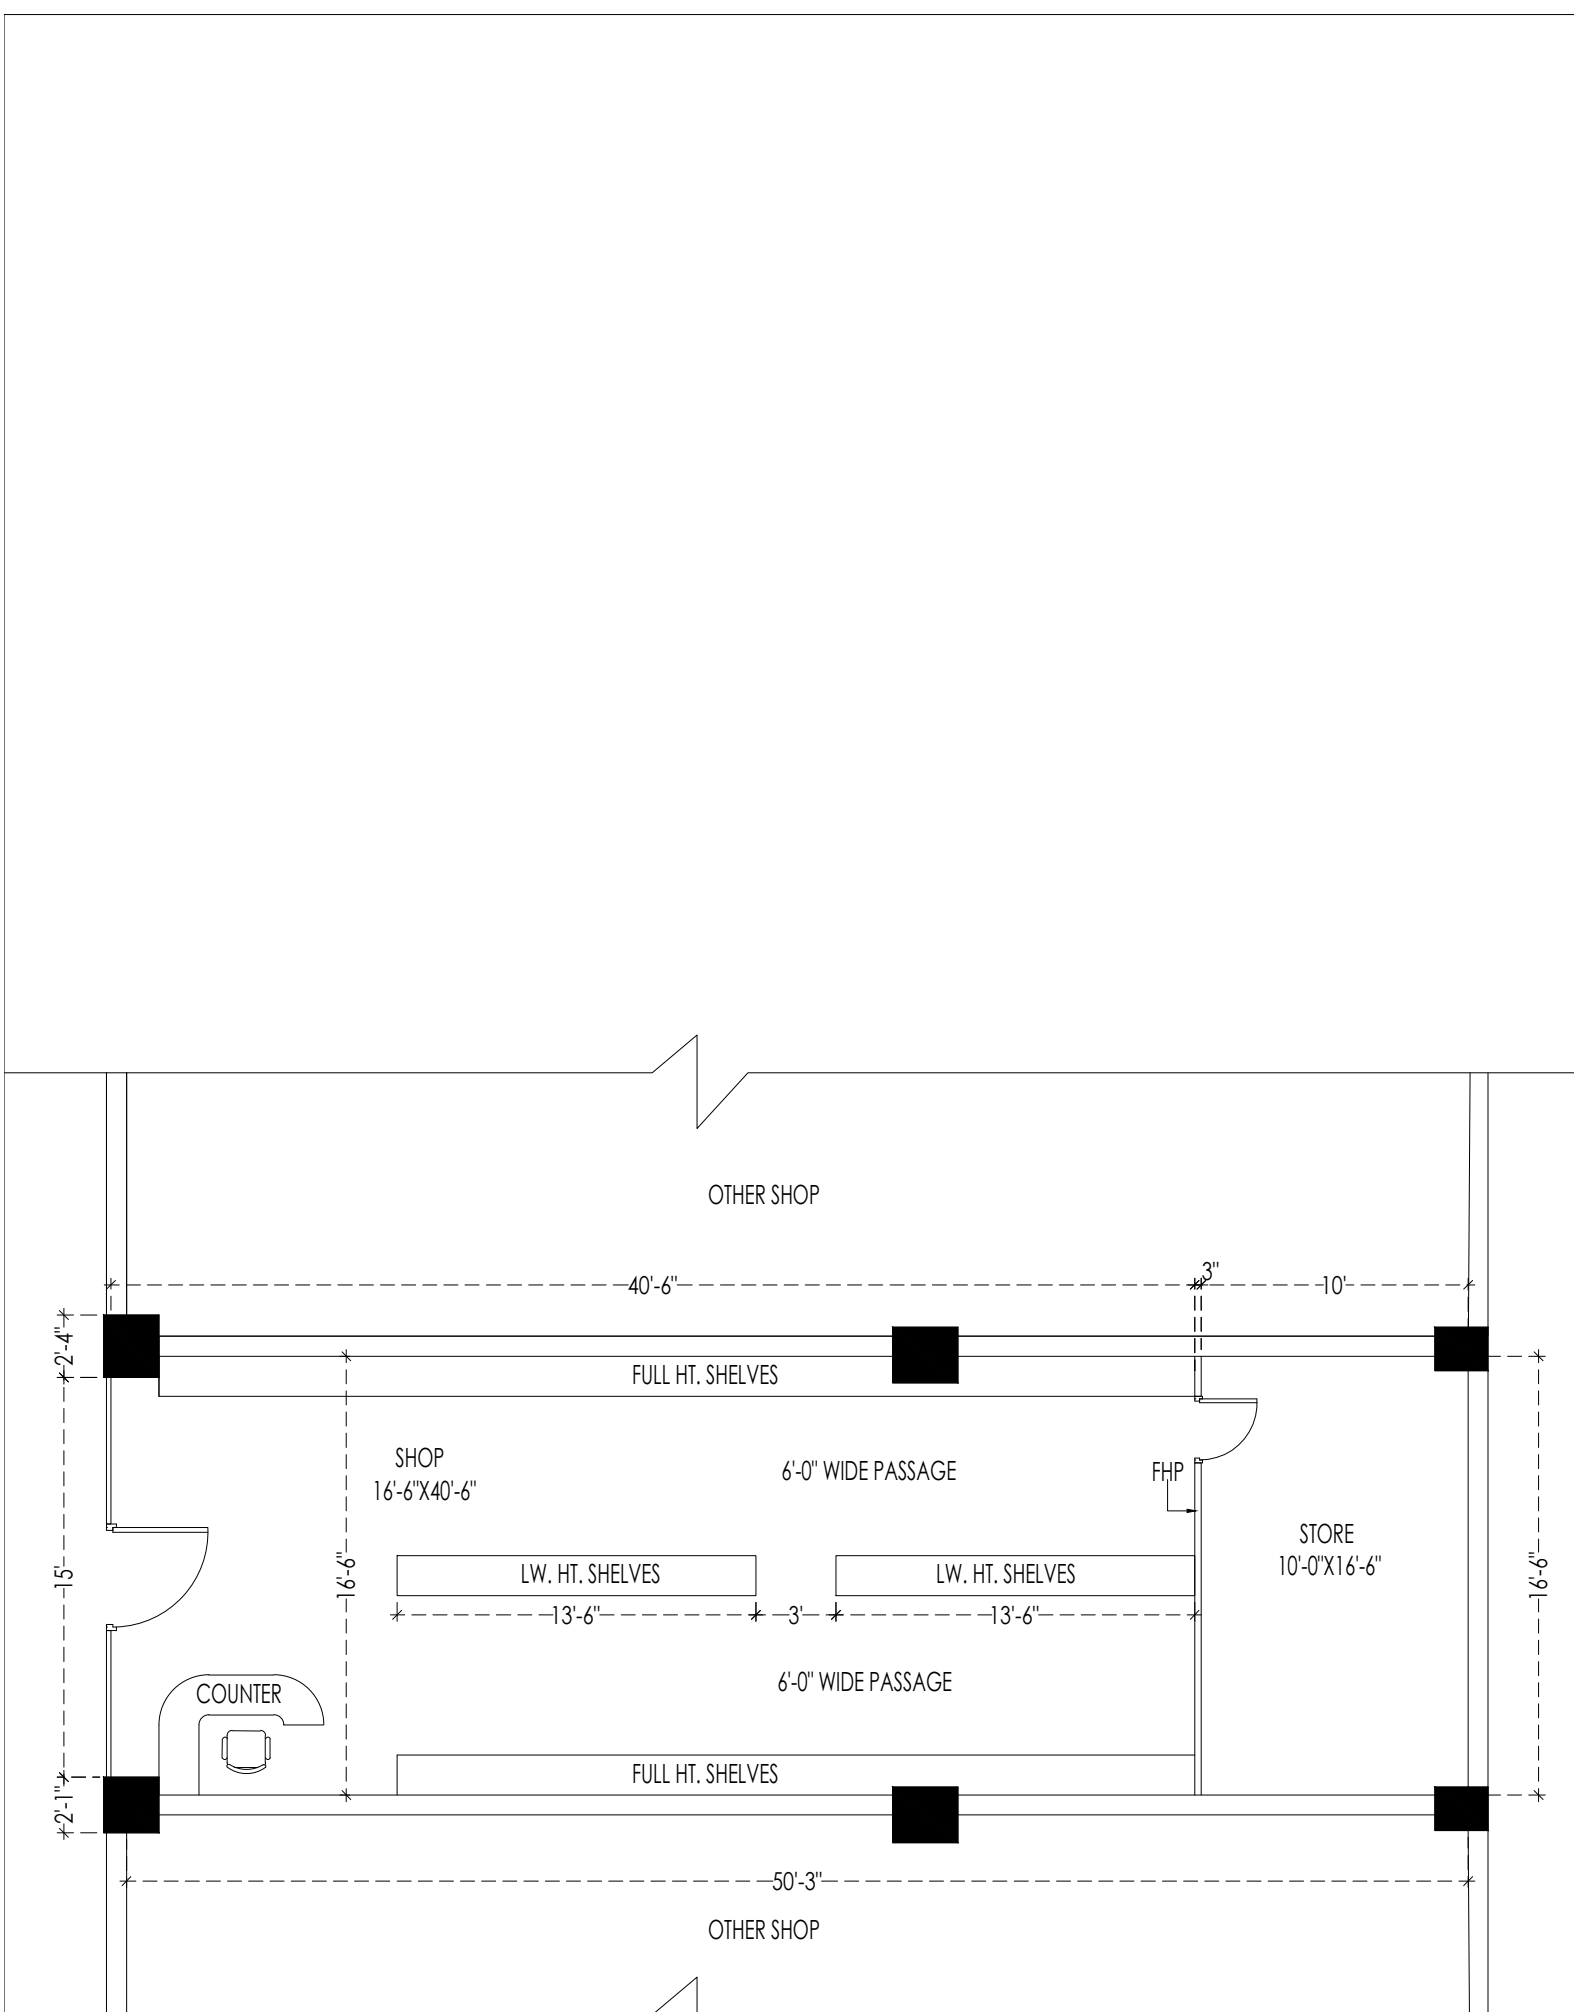 OTHER SHOP
40'-6"
3"
10'
2'-4"
FULL HT. SHELVES
SHOP
16'-6"X40'-6"
6'-0" WIDE PASSAGE
FHP
STORE
10'-0"X16'-6"
15'
16'-6"
LW. HT. SHELVES
LW. HT. SHELVES
16'-6"
13'-6"
3'
13'-6"
6'-0" WIDE PASSAGE
COUNTER
FULL HT. SHELVES
2'-1"
50'-3"
OTHER SHOP